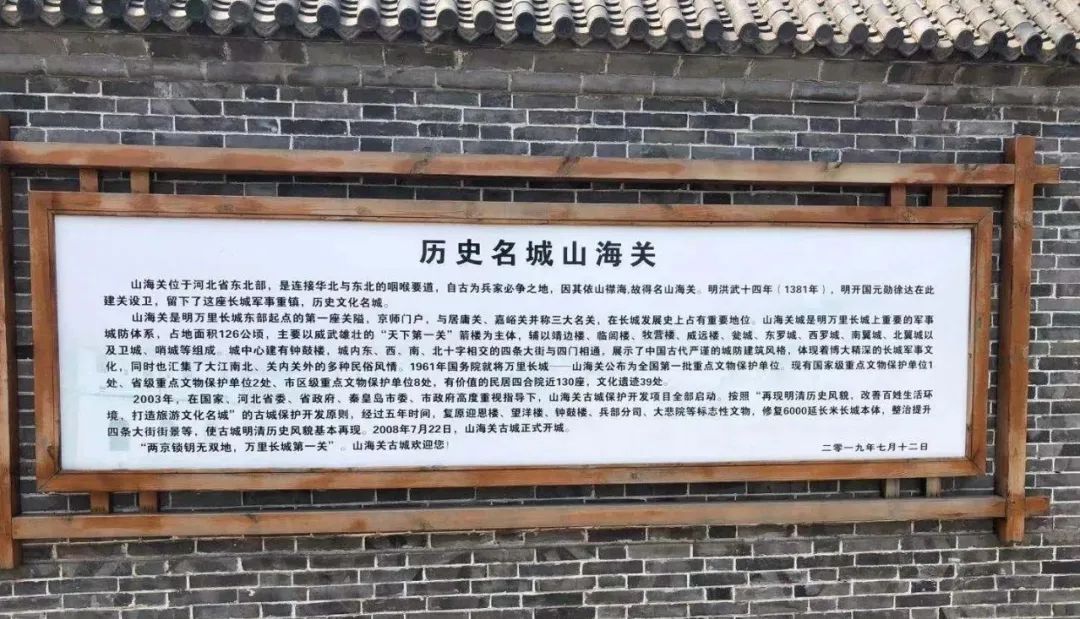 历史名城山海关
山海关位于河北省东北部，是连接华北与东北的咽喉要道，自古为兵家必争之地，因其依山襟海,故得名山海关。明洪武十四年（1381年），明开国元勋徐达在此
建关设卫，留下了这座长城军事重镇，历史文化名城。
山海关是明万里长城东部起点的第一座关隘，京师门户，与居庸关、嘉峪关并称三大名关，在长城发展史上占有重要地位。山海关城是明万里长城上重要的军事
城防体系，占地面积126公顷，主要以威武雄壮的“天下第一关”箭楼为主体，辅以靖边楼、临闾楼、牧营楼、威远楼、瓮城、东罗城、西罗城、南翼城、北翼城以
及卫城、哨城等组成。城中心建有钟鼓楼，城内东、西、南、北十字相交的四条大街与四门相通，展示了中国古代严谨的城防建筑风格，体现着博大精深的长城军事文
化，同时也汇集了大江南北、关内关外的多种民俗风情。1961年国务院就将万里长城——山海关公布为全国第一批重点文物保护单位。现有国家级重点文物保护单位1
处、省级重点文物保护单位2处、市区级重点文物保护单位8处，有价值的民居四合院近130座，文化遗迹39处。
2003年，在国家、河北省委、省政府、秦皇岛市委、市政府高度重视指导下，山海关古城保护开发项目全部启动。按照“再现明清历史风貌，改善百姓生活环
境、打造旅游文化名城”的古城保护开发原则，经过五年时间，复原迎恩楼、望洋楼、钟鼓楼、兵部分司、大悲院等标志性文物，修复6000延长米长城本体，整治提升
四条大街街景等，使古城明清历史风貌基本再现。2008年7月22日，山海关古城正式开城。
“两京锁钥无双地，万里长城第一关”。山海关古城欢迎您！
二零一九年七月十二日